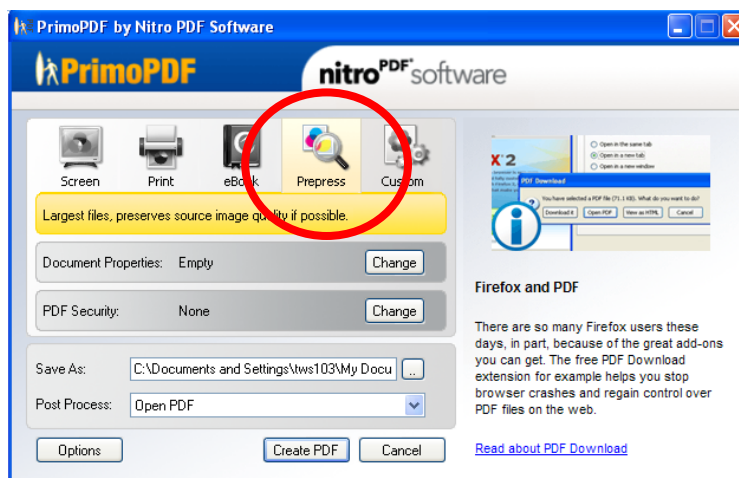 PrimoPDF by Nitro PDF Software
PrimoPDF
nitro PDF software
Screen Print eBook Prepress Custom
Largest files, preserves source image quality if possible.
Document Properties: Empty Change
PDF Security: None Change
Save As: C:\Documents and Settings\tws103\My Docu ..
Post Process: Open PDF
Options Create PDF Cancel
X 2
Open in the same tab
Open in a new tab
Open in a new window
PDF Download
You have selected a PDF file (71.1 KB). What do you want to do?
Download it Open PDF View as HTML Cancel
Firefox and PDF
There are so many Firefox users these
days, in part, because of the great add-ons
you can get. The free PDF Download
extension for example helps you stop
browser crashes and regain control over
PDF files on the web.
Read about PDF Download